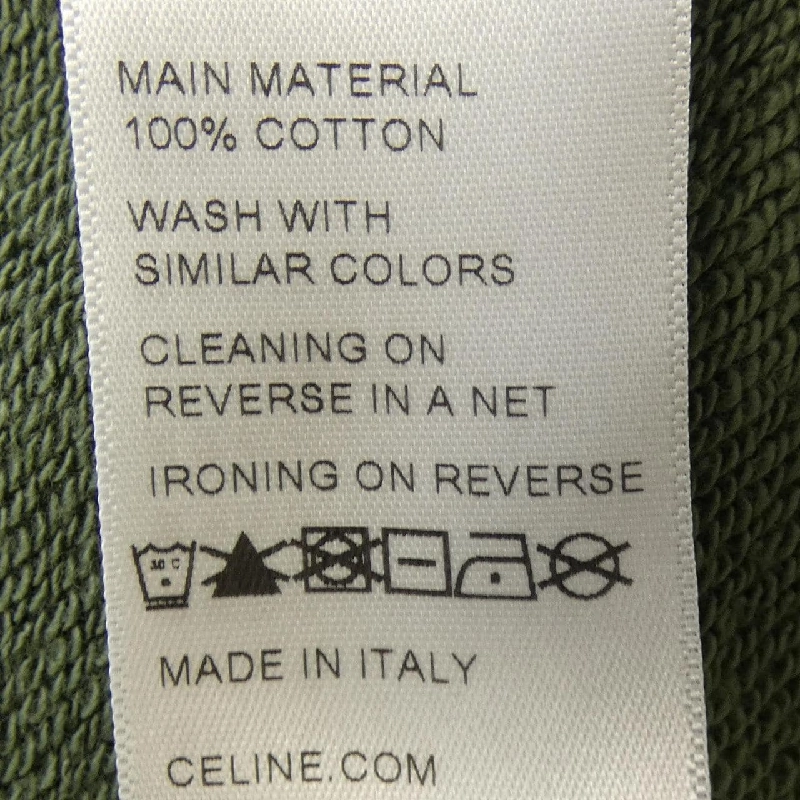 MAIN MATERIAL
100% COTTON
WASH WITH
SIMILAR COLORS
CLEANING ON
REVERSE IN A NET
IRONING ON REVERSE
30 C
MADE IN ITALY
CELINE.COM